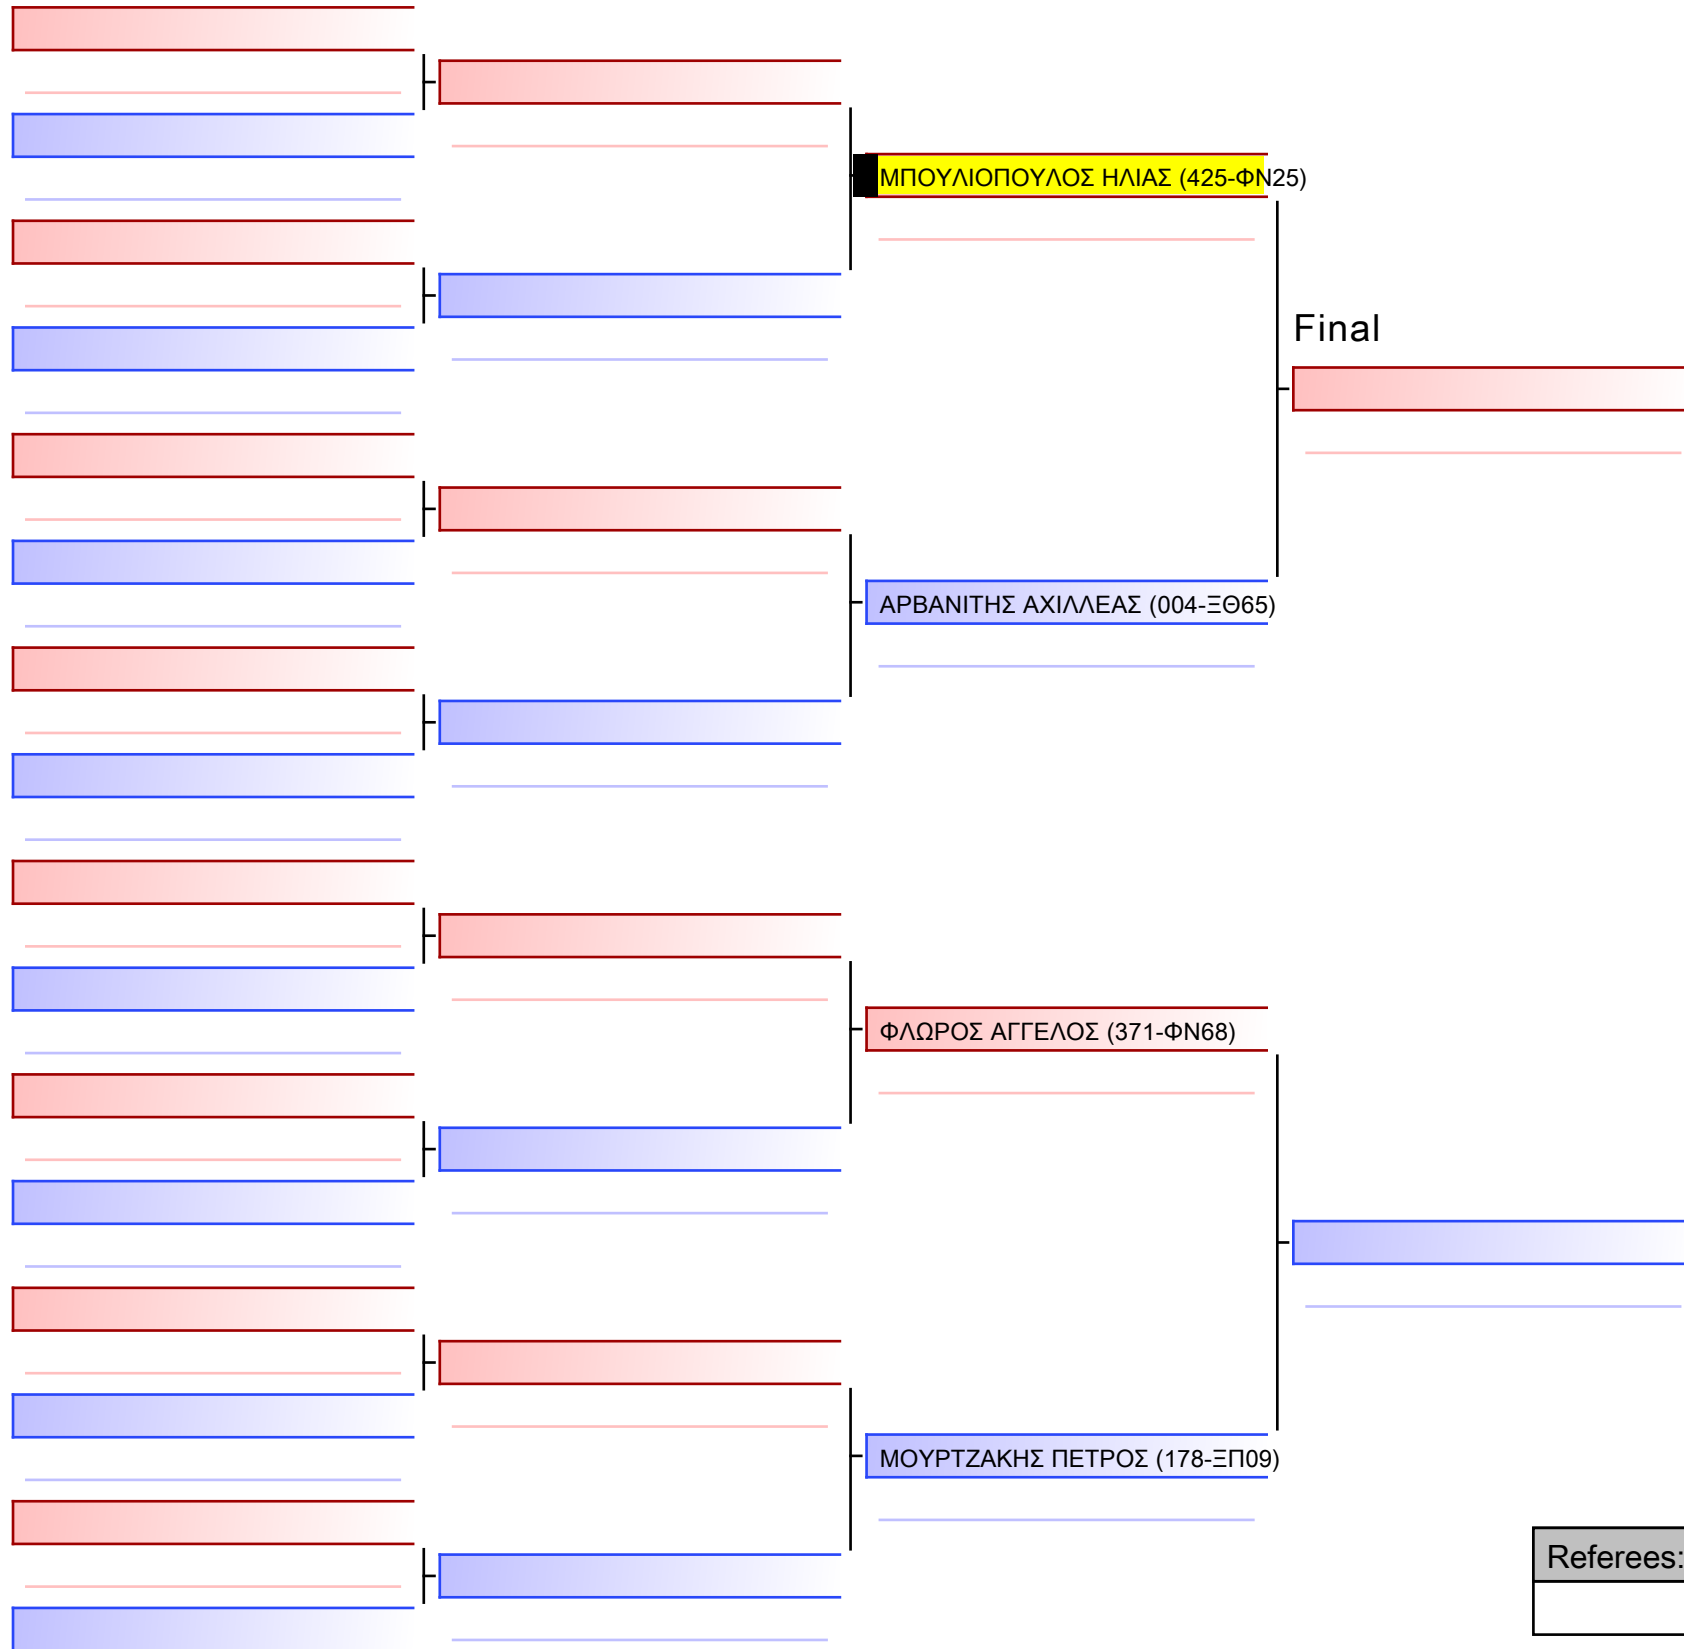 ΜΠΟΥΛΙΟΠΟΥΛΟΣ ΗΛΙΑΣ (425-ΦΝ25)
Final
ΑΡΒΑΝΙΤΗΣ ΑΧΙΛΛΕΑΣ (004-ΞΘ65)
ΦΛΩΡΟΣ ΑΓΓΕΛΟΣ (371-ΦΝ68)
ΜΟΥΡΤΖΑΚΗΣ ΠΕΤΡΟΣ (178-ΞΠ09)
Referees: